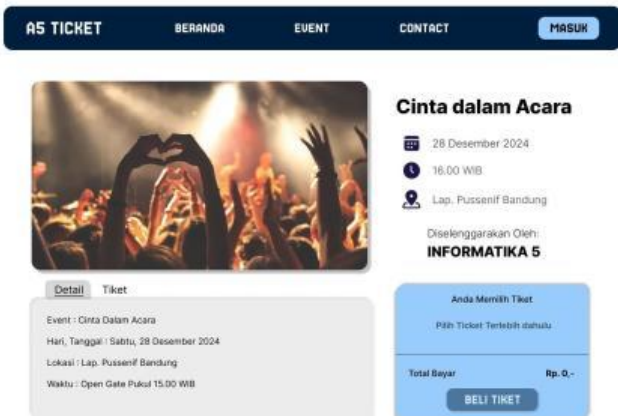 A5 TICKET BERANDA EVENT CONTACT MASUK
Cinta dalam Acara
28 Desember 2024
16.00 WIB
Lap. Pussenif Bandung
Diselenggarakan Oleh:
INFORMATIKA 5
Detail Tiket
Event : Cinta Dalam Acara
Hari, Tanggal : Sabtu, 28 Desember 2024
Lokasi : Lap. Pussenif Bandung
Waktu : Open Gate Pukul 15.00 WIB
Anda Memilih Tiket
Pilih Ticket Terlebih dahulu
Total Bayar Rp. 0,-
BELI TIKET